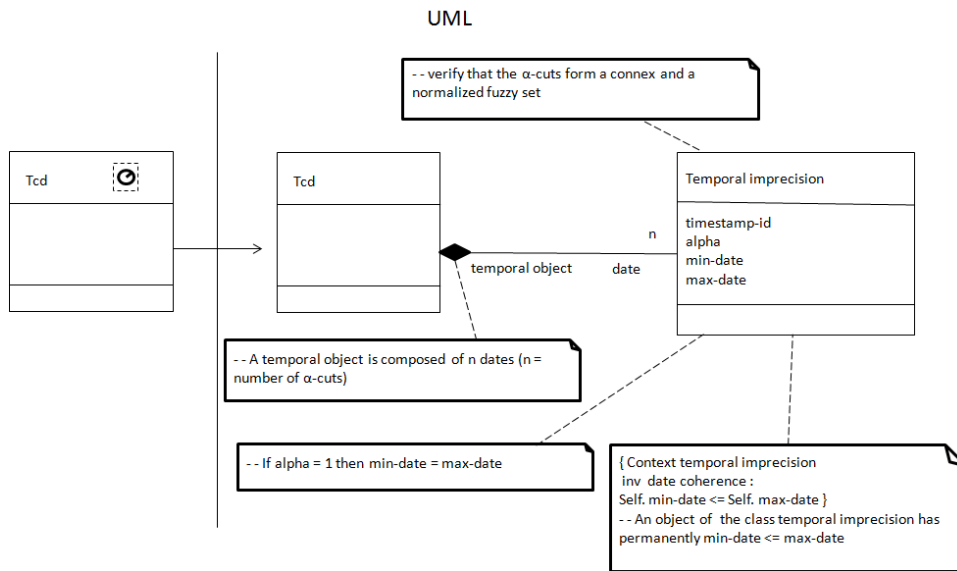 UML
- - verify that the α-cuts form a connex and a
normalized fuzzy set
Tcd
Tcd
Temporal imprecision
timestamp-id
alpha
min-date
max-date
n
temporal object
date
- - A temporal object is composed of n dates (n =
number of α-cuts)
- - If alpha = 1 then min-date = max-date
{ Context temporal imprecision
inv date coherence :
Self. min-date <= Self. max-date }
- - An object of the class temporal imprecision has
permanently min-date <= max-date